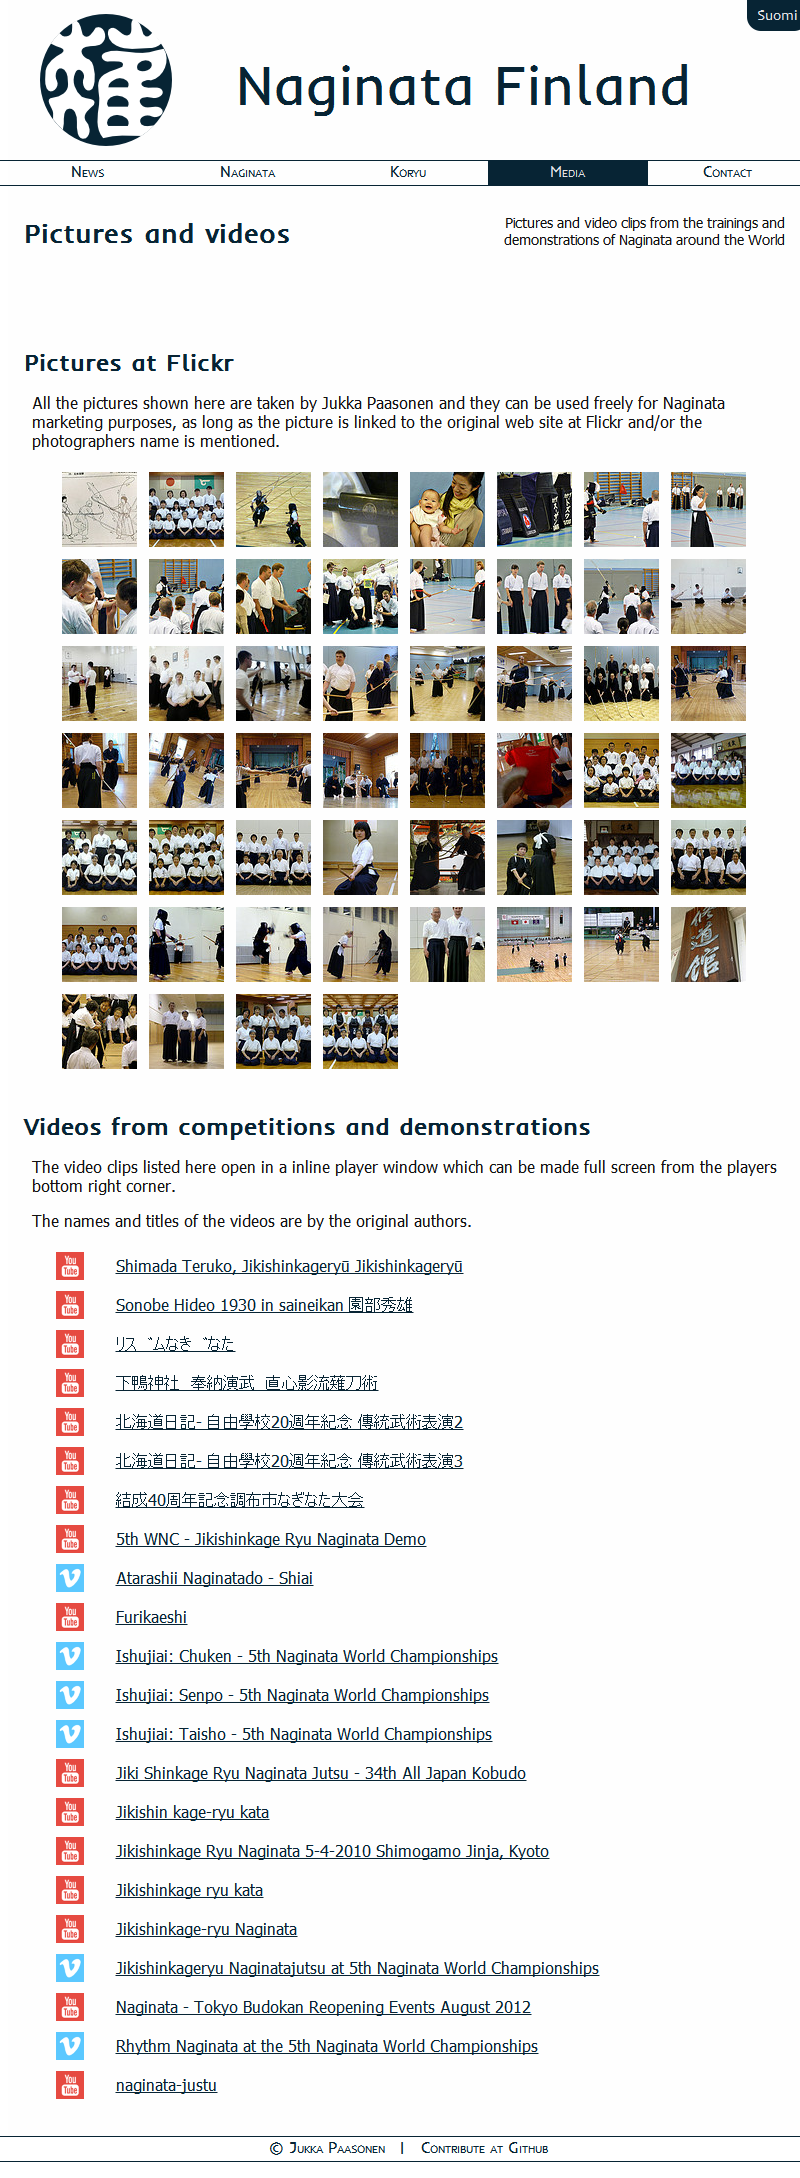 Suomi
薙
Naginata Finland
News Naginata Koryu Media Contact
Pictures and videos
Pictures and video clips from the trainings and
demonstrations of Naginata around the World
Pictures at Flickr
All the pictures shown here are taken by Jukka Paasonen and they can be used freely for Naginata
marketing purposes, as long as the picture is linked to the original web site at Flickr and/or the
photographers name is mentioned.
修道館
Videos from competitions and demonstrations
The video clips listed here open in a inline player window which can be made full screen from the players
bottom right corner.
The names and titles of the videos are by the original authors.
You Tube Shimada Teruko, Jikishinkageryū Jikishinkageryū
You Tube Sonobe Hideo 1930 in saineikan 園部秀雄
You Tube リズムなぎなた
You Tube 下鴨神社 奉納演武 直心影流薙刀術
You Tube 北海道日記- 自由學校20週年紀念 傳統武術表演2
You Tube 北海道日記- 自由學校20週年紀念 傳統武術表演3
You Tube 結成40周年記念調布市なぎなた大会
You Tube 5th WNC - Jikishinkage Ryu Naginata Demo
Atarashii Naginatado - Shiai
You Tube Furikaeshi
Ishujiai: Chuken - 5th Naginata World Championships
Ishujiai: Senpo - 5th Naginata World Championships
Ishujiai: Taisho - 5th Naginata World Championships
You Tube Jiki Shinkage Ryu Naginata Jutsu - 34th All Japan Kobudo
You Tube Jikishin kage-ryu kata
You Tube Jikishinkage Ryu Naginata 5-4-2010 Shimogamo Jinja, Kyoto
You Tube Jikishinkage ryu kata
You Tube Jikishinkage-ryu Naginata
Jikishinkageryu Naginatajutsu at 5th Naginata World Championships
You Tube Naginata - Tokyo Budokan Reopening Events August 2012
Rhythm Naginata at the 5th Naginata World Championships
You Tube naginata-justu
© Jukka Paasonen | Contribute at Github